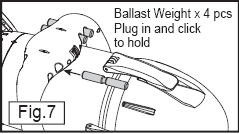 Ballast Weight x 4 pcs
Plug in and click
to hold
Fig.7